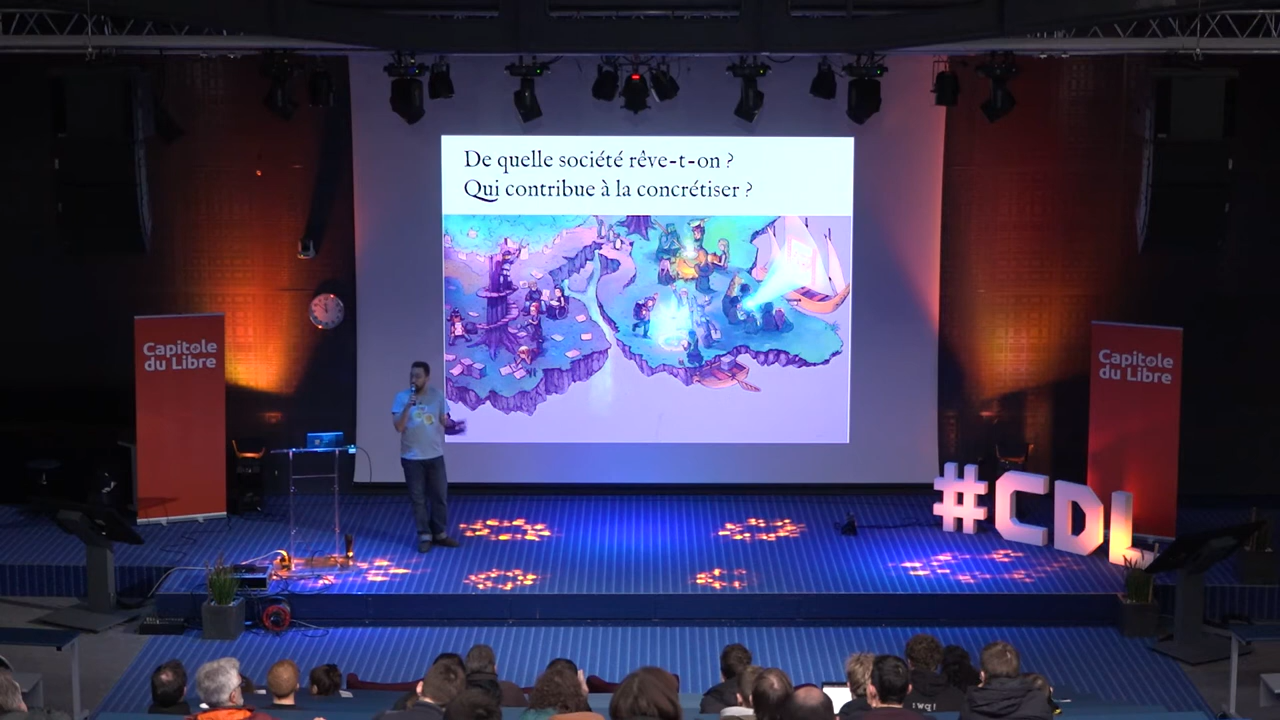 De quelle société rêve-t-on ?
Qui contribue à la concrétiser ?
Capitole
du Libre
Capitole
du Libre
#CDL